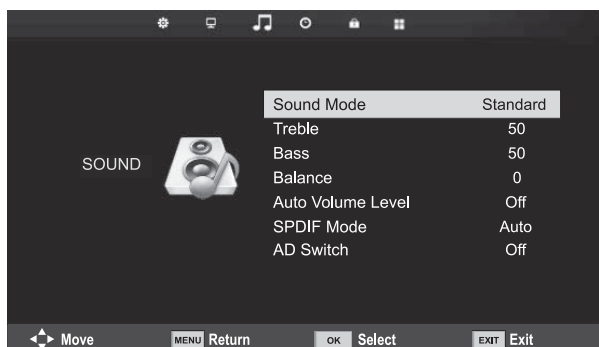 Sound Mode Standard
Treble 50
Bass 50
SOUND
Balance 0
Auto Volume Level Off
SPDIF Mode Auto
AD Switch Off
Move MENU Return OK Select EXIT Exit